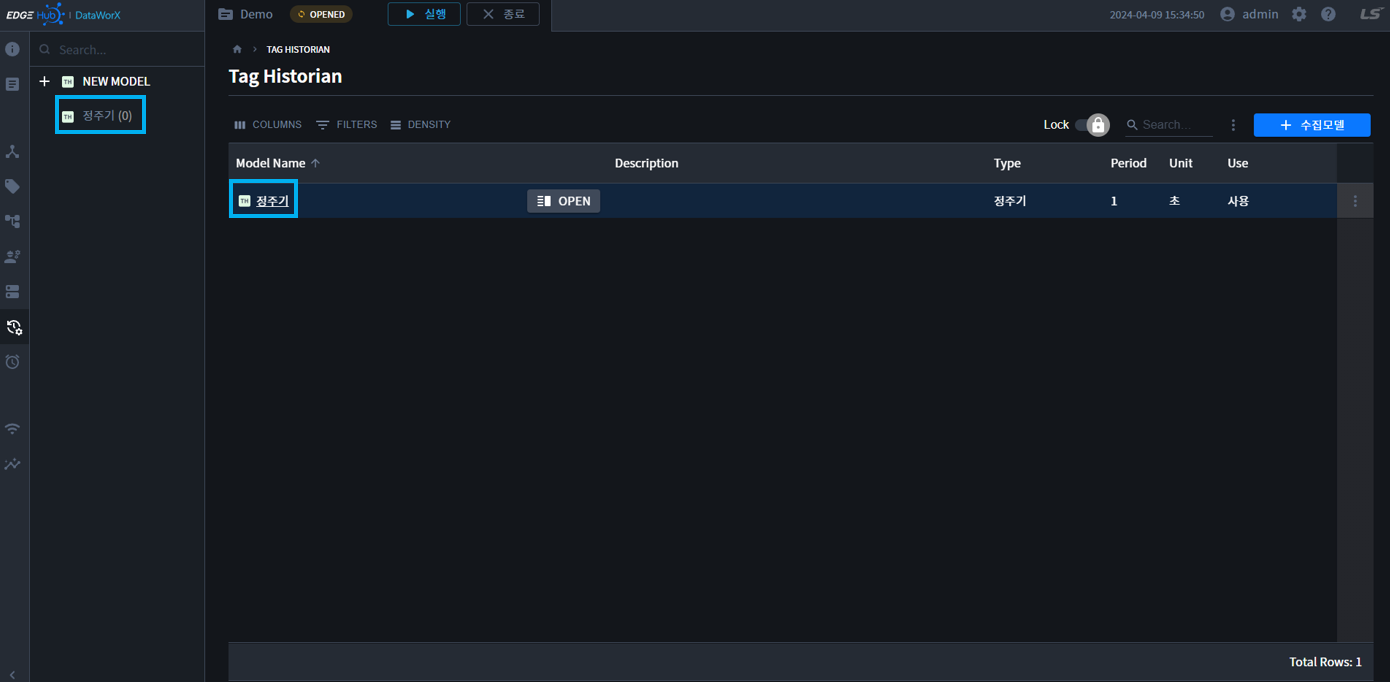 EDGE Hub | DataWorX
Demo OPENED 실행 종료 2024-04-09 15:34:50 admin LS
Search...
NEW MODEL
정주기 (0)
TAG HISTORIAN
Tag Historian
COLUMNS FILTERS DENSITY Lock Search... 수집모델
Model Name Description Type Period Unit Use
TH 정주기 OPEN 정주기 1 초 사용
Total Rows: 1